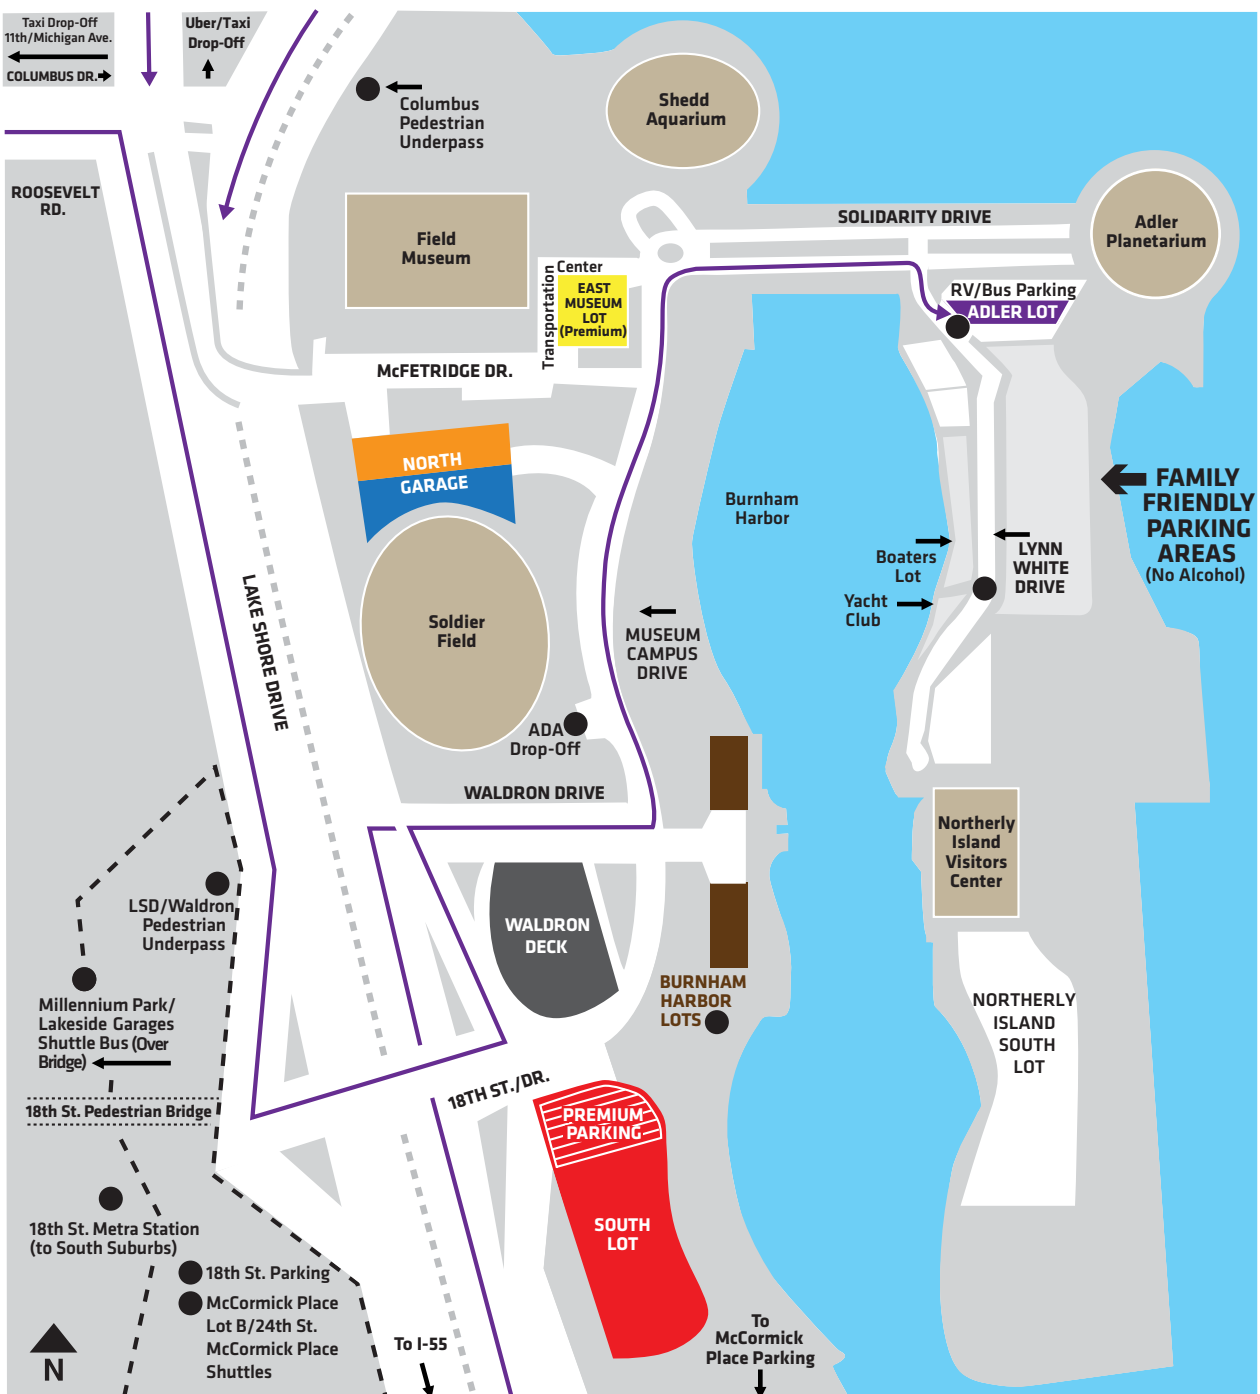 Taxi Drop-Off
11th/Michigan Ave.
COLUMBUS DR.
Uber/Taxi
Drop-Off
Columbus
Pedestrian
Underpass
Shedd
Aquarium
ROOSEVELT
RD.
Field
Museum
SOLIDARITY DRIVE
Adler
Planetarium
Transportation
Center
EAST
MUSEUM
LOT
(Premium)
RV/Bus Parking
ADLER LOT
McFETRIDGE DR.
NORTH
GARAGE
Burnham
Harbor
FAMILY
FRIENDLY
PARKING
AREAS
(No Alcohol)
Boaters
Lot
LYNN
WHITE
DRIVE
Yacht
Club
LAKE SHORE DRIVE
Soldier
Field
MUSEUM
CAMPUS
DRIVE
ADA
Drop-Off
WALDRON DRIVE
Northerly
Island
Visitors
Center
LSD/Waldron
Pedestrian
Underpass
WALDRON
DECK
BURNHAM
HARBOR
LOTS
NORTHERLY
ISLAND
SOUTH
LOT
Millennium Park/
Lakeside Garages
Shuttle Bus (Over
Bridge)
18TH ST./DR.
18th St. Pedestrian Bridge
PREMIUM
PARKING
18th St. Metra Station
(to South Suburbs)
SOUTH
LOT
18th St. Parking
McCormick Place
Lot B/24th St.
McCormick Place
Shuttles
N
To I-55
To
McCormick
Place Parking